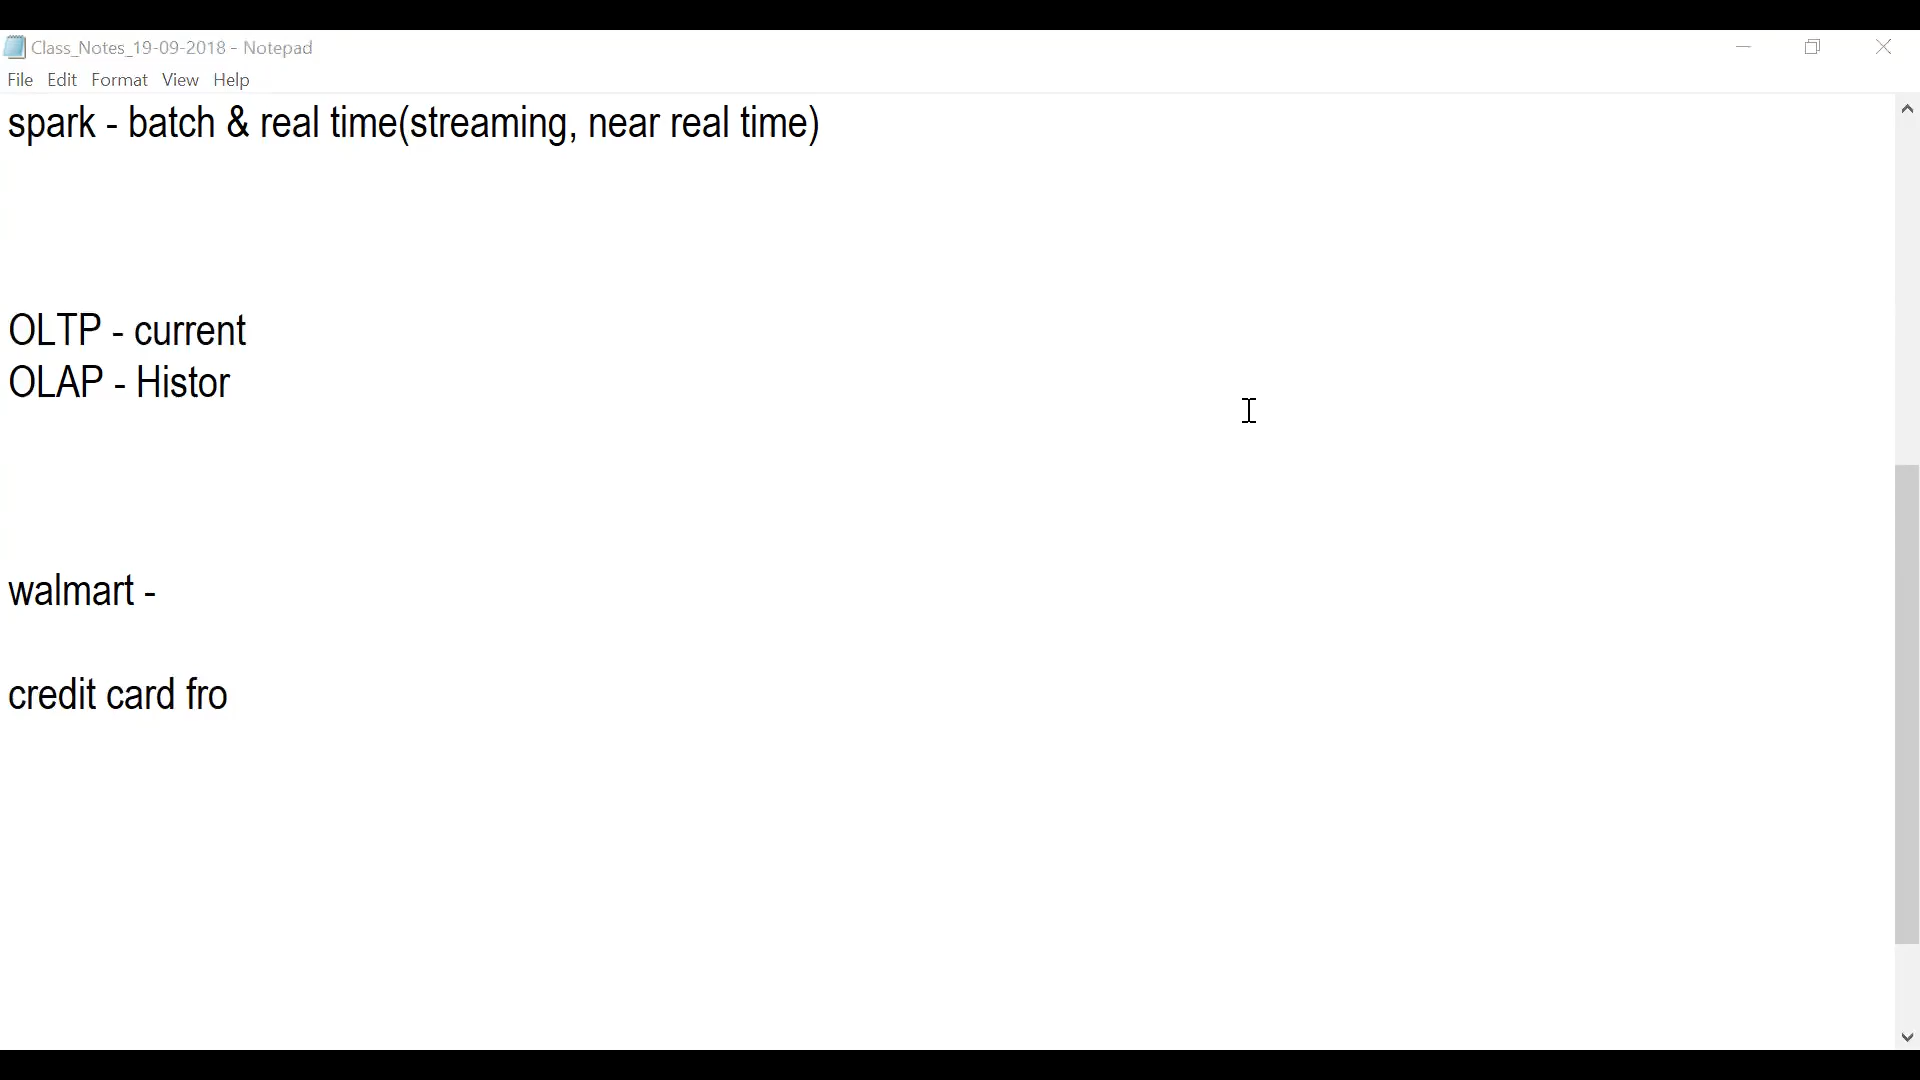 Class_Notes_19-09-2018 - Notepad
File Edit Format View Help
spark - batch & real time(streaming, near real time)
OLTP - current
OLAP - Histor
walmart -
credit card fro